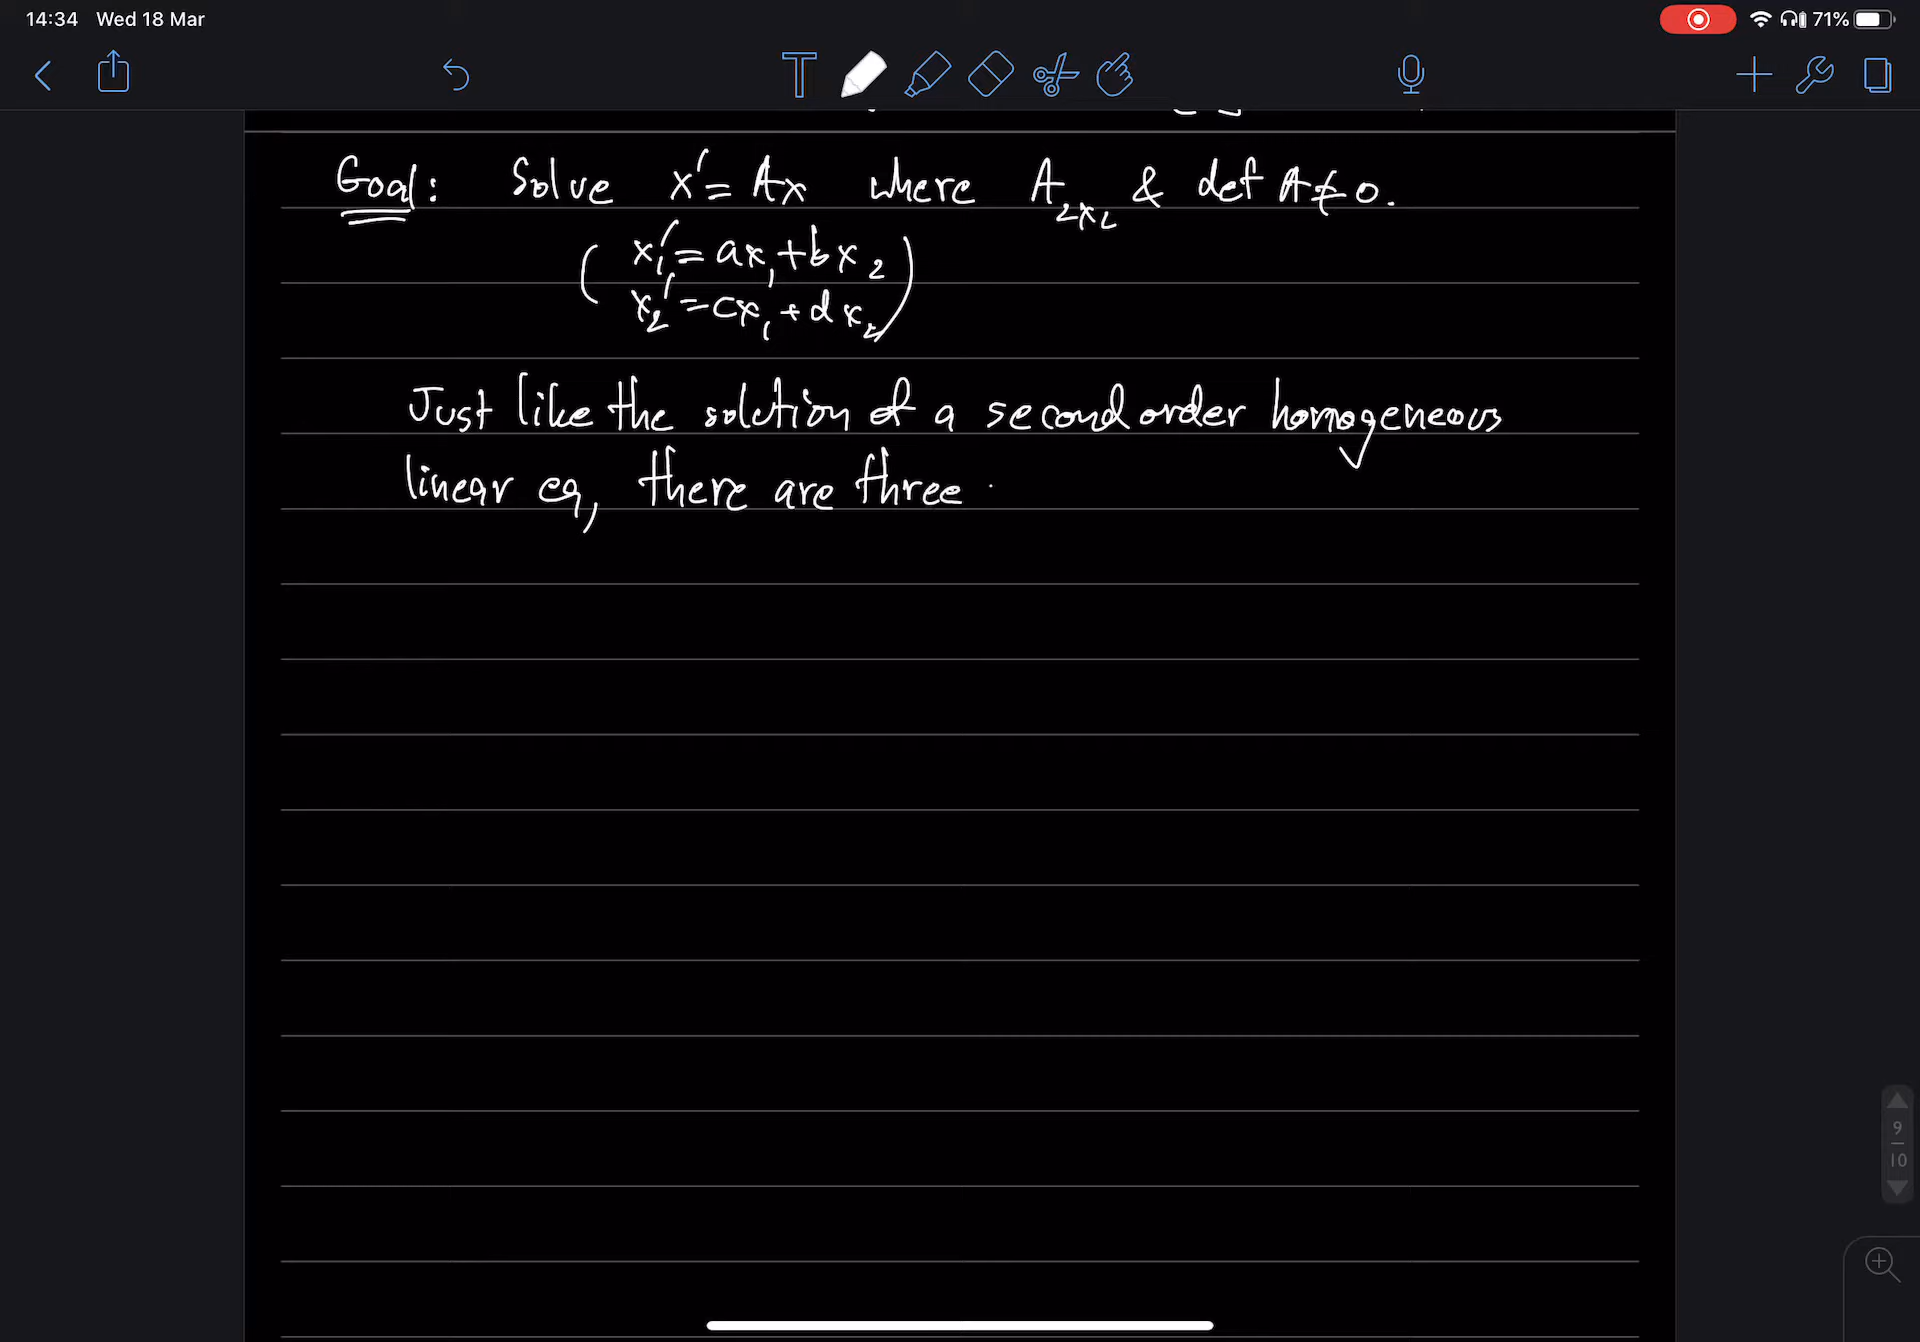 14:34 Wed 18 Mar 71%
Goal: Solve x' = Ax where A₂ₓ₂ & det A ≠ 0.
( x₁' = ax₁ + bx₂
x₂' = cx₁ + dx₂ )
Just like the solution of a second order homogeneous
linear eq, there are three
9
10